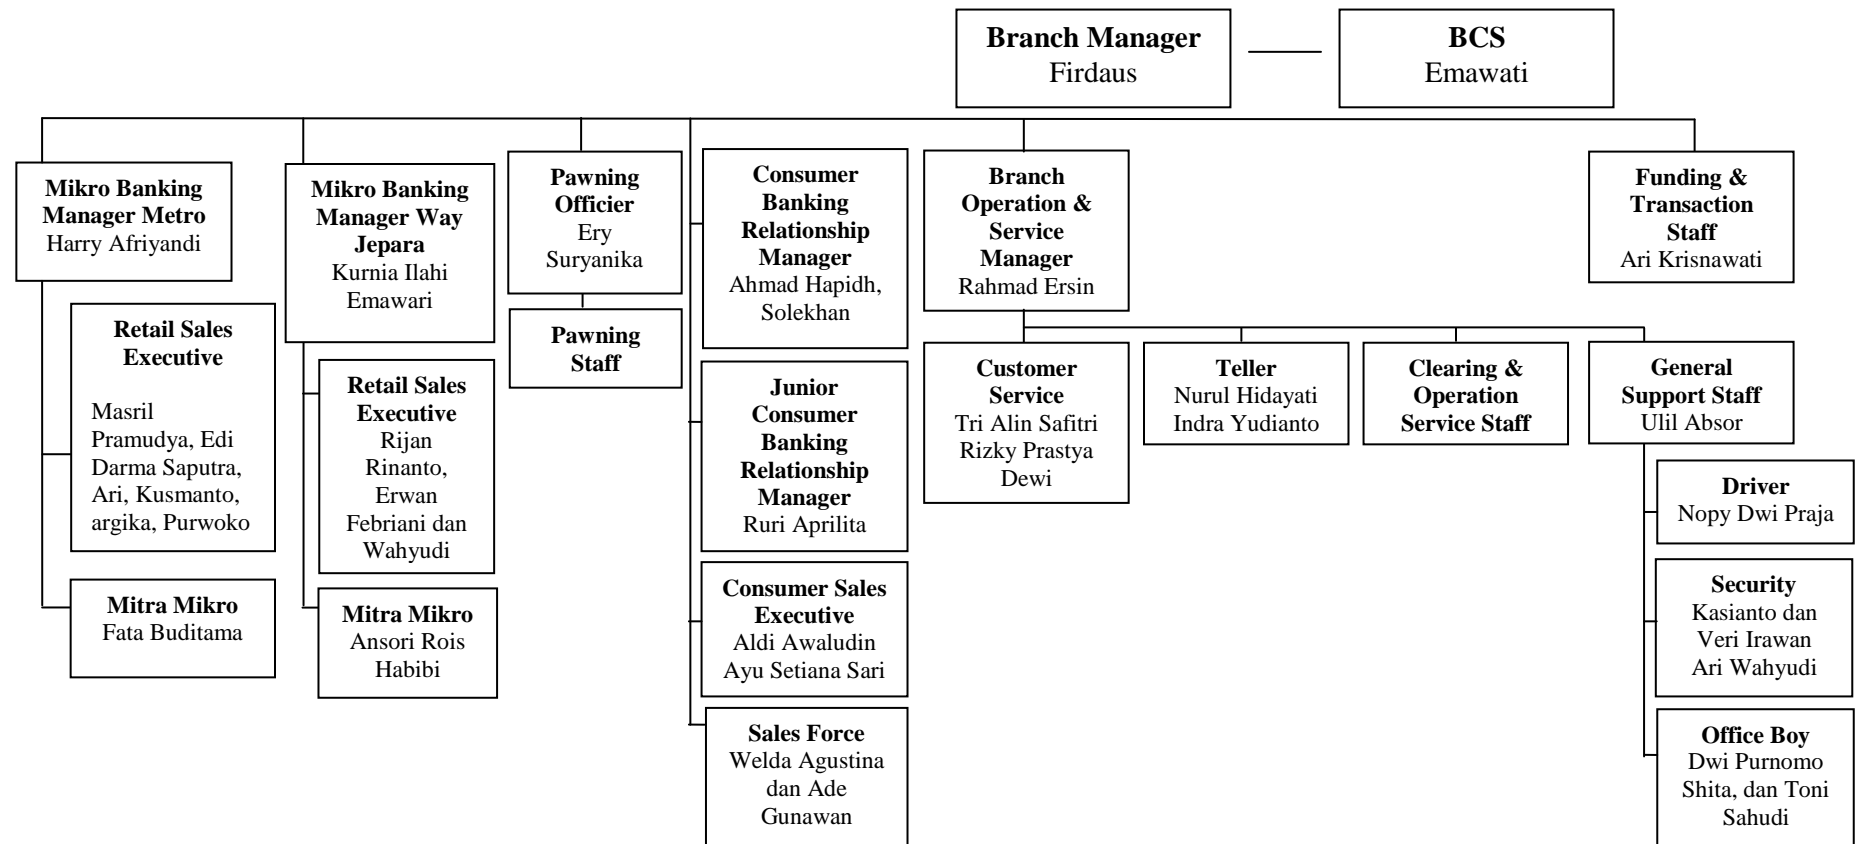 Branch Manager
Firdaus
BCS
Emawati
Mikro Banking
Manager Metro
Harry Afriyandi
Retail Sales
Executive
Masril
Pramudya, Edi
Darma Saputra,
Ari, Kusmanto,
argika, Purwoko
Mitra Mikro
Fata Buditama
Mikro Banking
Manager Way
Jepara
Kurnia Ilahi
Emawari
Retail Sales
Executive
Rijan
Rinanto,
Erwan
Febriani dan
Wahyudi
Mitra Mikro
Ansori Rois
Habibi
Pawning
Officier
Ery
Suryanika
Pawning
Staff
Consumer
Banking
Relationship
Manager
Ahmad Hapidh,
Solekhan
Junior
Consumer
Banking
Relationship
Manager
Ruri Aprilita
Consumer Sales
Executive
Aldi Awaludin
Ayu Setiana Sari
Sales Force
Welda Agustina
dan Ade
Gunawan
Branch
Operation &
Service
Manager
Rahmad Ersin
Customer
Service
Tri Alin Safitri
Rizky Prastya
Dewi
Teller
Nurul Hidayati
Indra Yudianto
Clearing &
Operation
Service Staff
General
Support Staff
Ulil Absor
Driver
Nopy Dwi Praja
Security
Kasianto dan
Veri Irawan
Ari Wahyudi
Office Boy
Dwi Purnomo
Shita, dan Toni
Sahudi
Funding &
Transaction
Staff
Ari Krisnawati